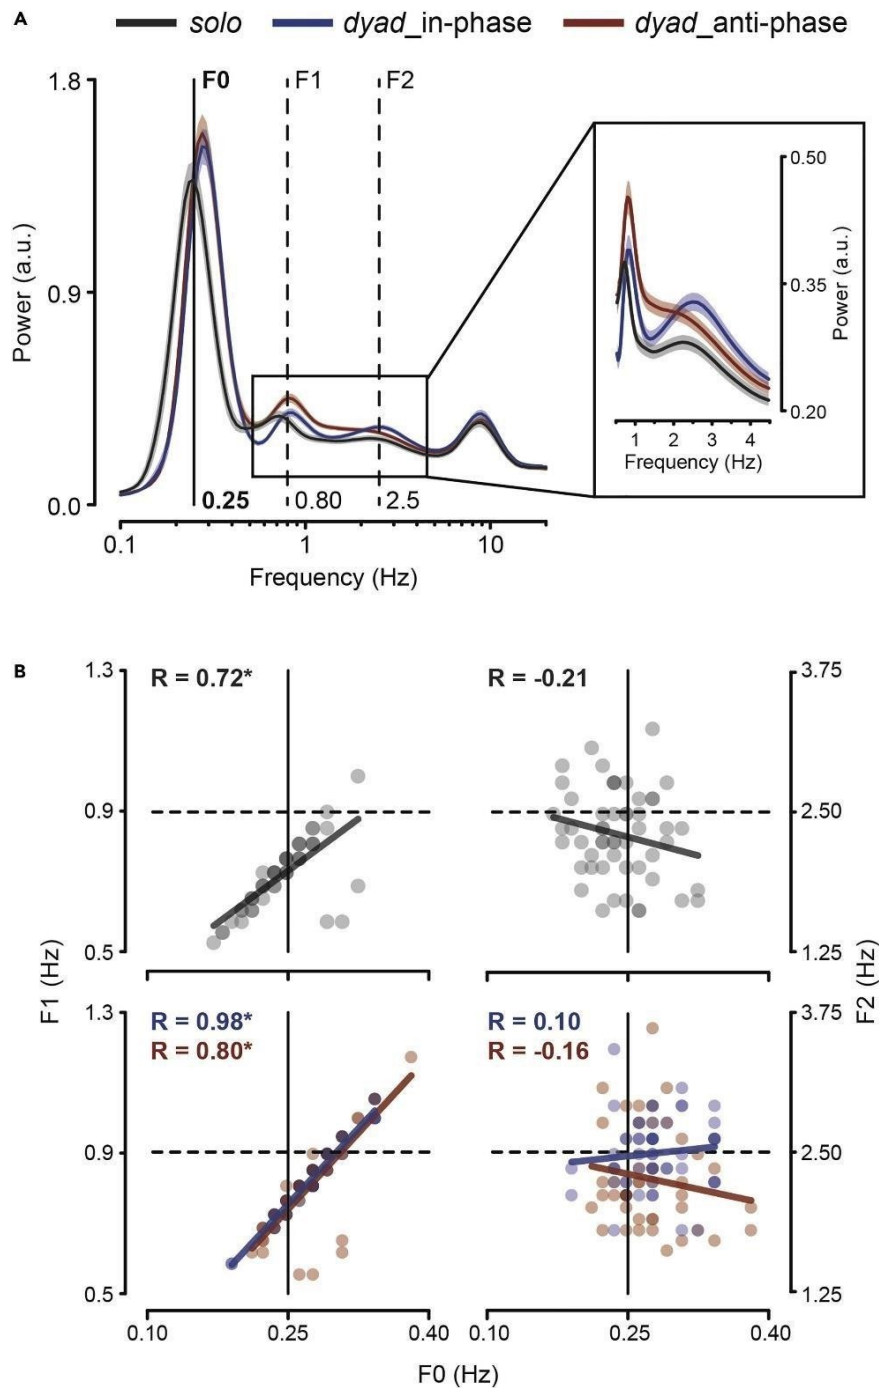 A
solo dyad_in-phase dyad_anti-phase
1.8
F0 F1 F2
0.50
Power (a.u.)
0.9
0.35
Power (a.u.)
0.20
1 2 3 4
Frequency (Hz)
0.0
0.25 0.80 2.5
0.1 1 10
Frequency (Hz)
B
1.3 R = 0.72* R = -0.21 3.75
0.9 2.50
0.5 1.25
F1 (Hz) F2 (Hz)
1.3 R = 0.98* R = 0.10 3.75
R = 0.80* R = -0.16
0.9 2.50
0.5 1.25
0.10 0.25 0.40 0.10 0.25 0.40
F0 (Hz)